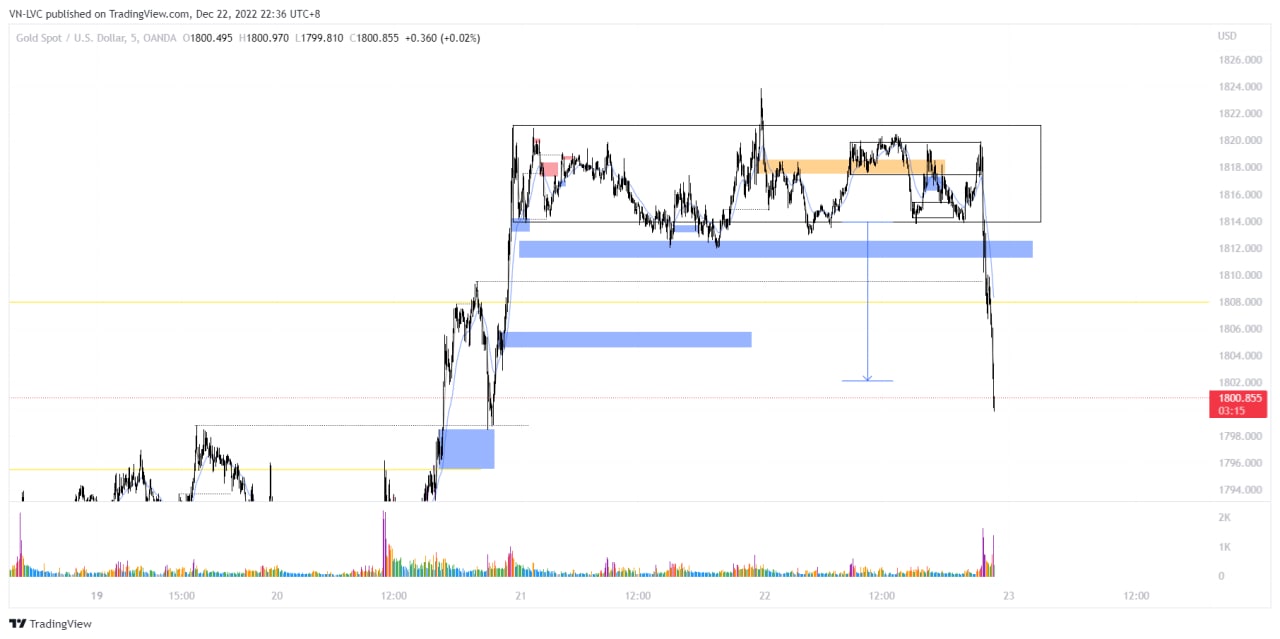 VN-LVC published on TradingView.com, Dec 22, 2022 22:36 UTC+8
Gold Spot / U.S. Dollar, 5, OANDA O1800.495 H1800.970 L1799.810 C1800.855 +0.360 (+0.02%)
USD
1826.000
1824.000
1822.000
1820.000
1818.000
1816.000
1814.000
1812.000
1810.000
1808.000
1806.000
1804.000
1802.000
1800.855
03:15
1798.000
1796.000
1794.000
2K
1K
0
19 15:00 20 12:00 21 12:00 22 12:00 23 12:00
TradingView